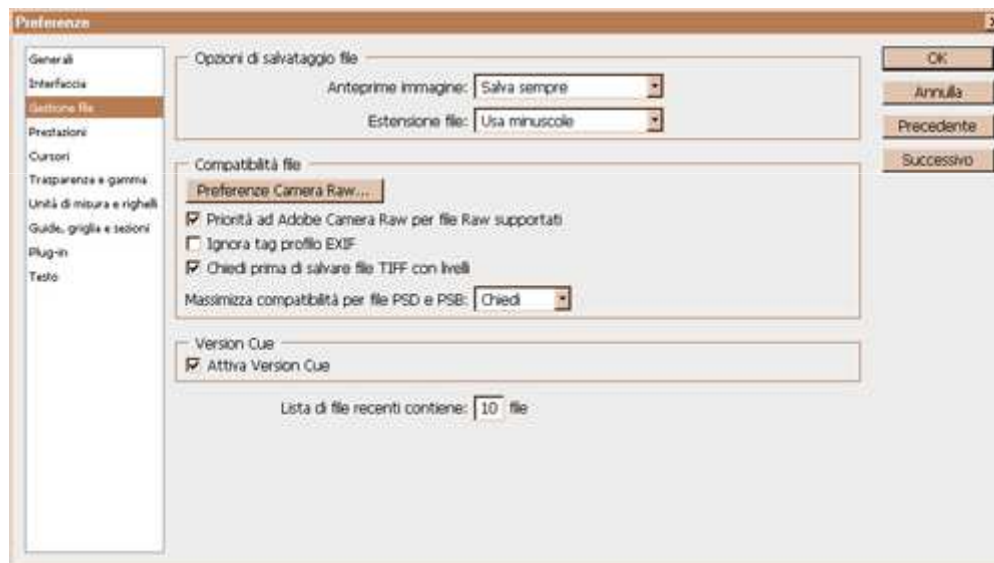 Preferenze
Generali
Interfaccia
Gestione file
Prestazioni
Cursori
Trasparenza e gamma
Unità di misura e righelli
Guide, griglia e sezioni
Plug-in
Testo
Opzioni di salvataggio file
Anteprime immagine: Salva sempre
Estensione file: Usa minuscole
Compatibilità file
Preferenze Camera Raw...
Priorità ad Adobe Camera Raw per file Raw supportati
Ignora tag profilo EXIF
Chiedi prima di salvare file TIFF con livelli
Massimizza compatibilità per file PSD e PSB: Chiedi
Version Cue
Attiva Version Cue
Lista di file recenti contiene: 10 file
OK
Annulla
Precedente
Successivo